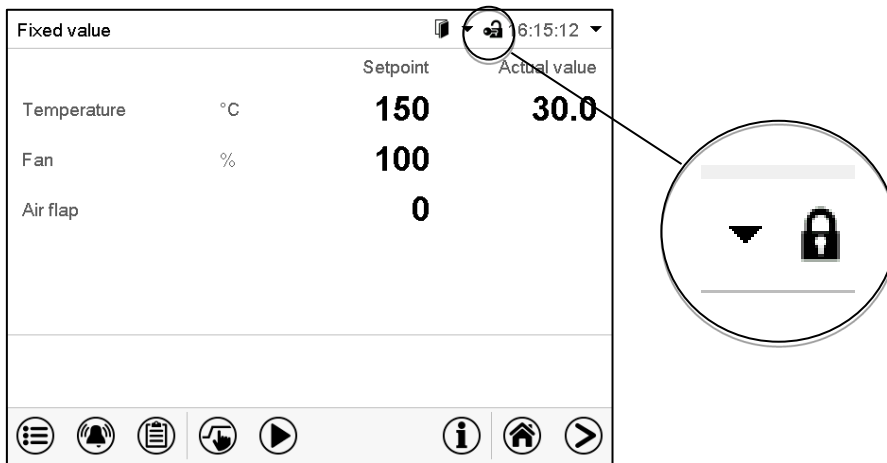 Fixed value 16:15:12
Setpoint Actual value
Temperature °C 150 30.0
Fan % 100
Air flap 0